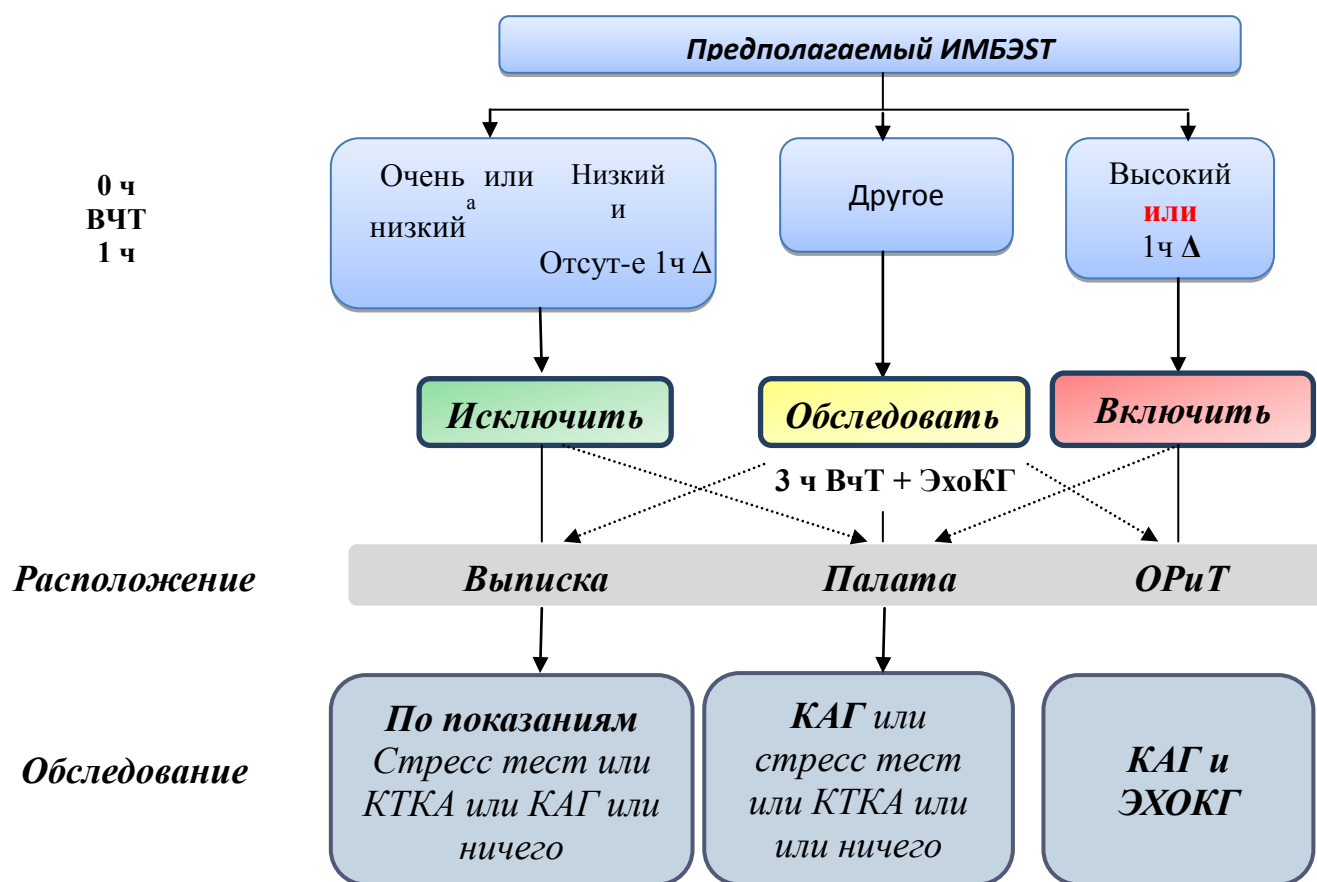 Предполагаемый ИМБЭST
0 ч
ВЧТ
1 ч
Очень или
низкий а
Низкий
и
Отсут-е 1ч Δ
Другое
Высокий
или
1ч Δ
Исключить
Обследовать
Включить
3 ч ВчТ + ЭхоКГ
Расположение
Выписка
Палата
ОРиТ
Обследование
По показаниям
Стресс тест или
КТКА или КАГ или
ничего
КАГ или
стресс тест
или КТКА или
или ничего
КАГ и
ЭХОКГ